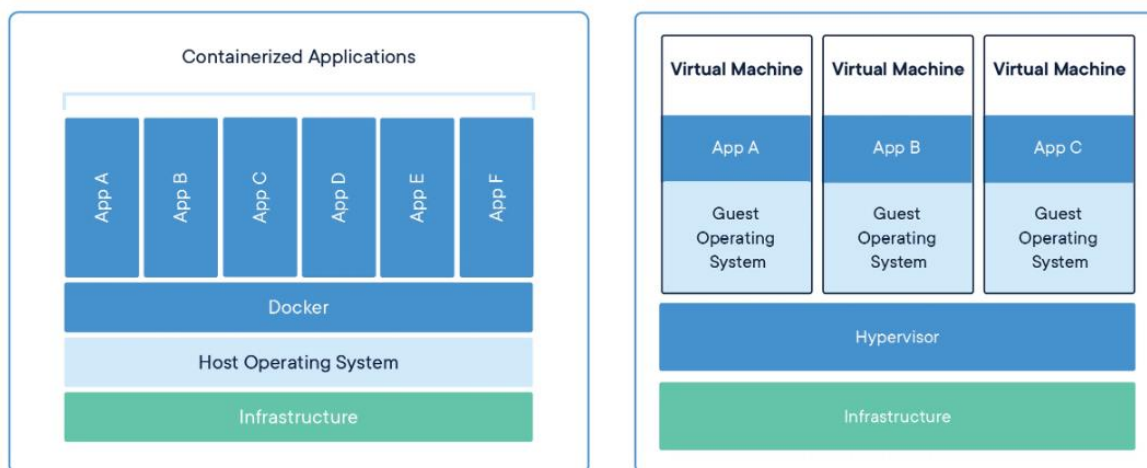 Containerized Applications
App A
App B
App C
App D
App E
App F
Docker
Host Operating System
Infrastructure
Virtual Machine
App A
Guest
Operating
System
Virtual Machine
App B
Guest
Operating
System
Virtual Machine
App C
Guest
Operating
System
Hypervisor
Infrastructure